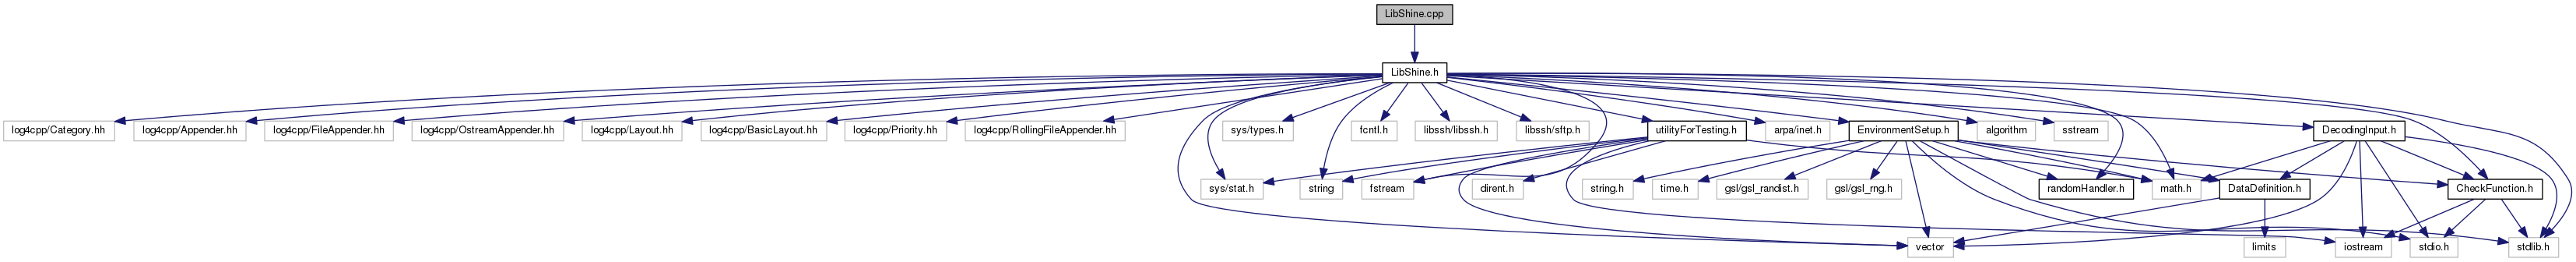 LibShine.cpp
LibShine.h
log4cpp/Category.hh
log4cpp/Appender.hh
log4cpp/FileAppender.hh
log4cpp/OstreamAppender.hh
log4cpp/Layout.hh
log4cpp/BasicLayout.hh
log4cpp/Priority.hh
log4cpp/RollingFileAppender.hh
sys/types.h
fcntl.h
libssh/libssh.h
libssh/sftp.h
utilityForTesting.h
arpa/inet.h
EnvironmentSetup.h
algorithm
sstream
DecodingInput.h
sys/stat.h
string
fstream
dirent.h
string.h
time.h
gsl/gsl_randist.h
gsl/gsl_rng.h
randomHandler.h
math.h
DataDefinition.h
CheckFunction.h
vector
limits
iostream
stdio.h
stdlib.h